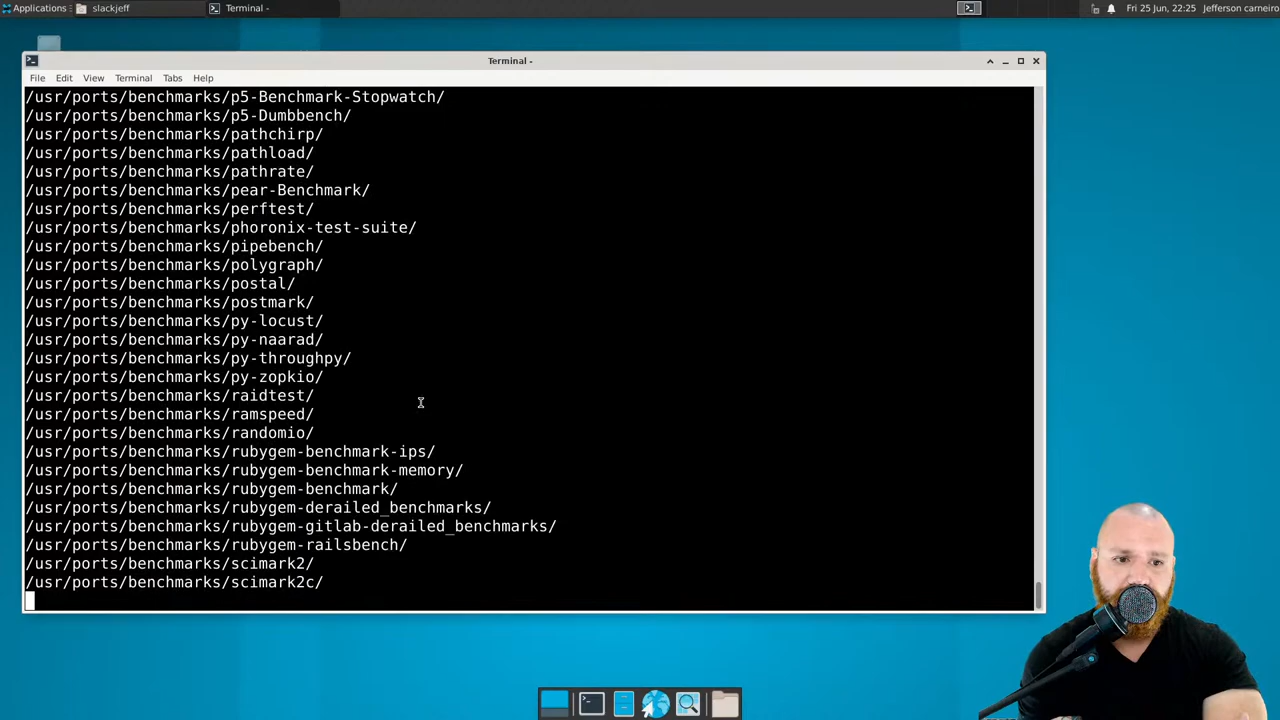 Applications
slackjeff
Terminal -
Fri 25 Jun, 22:25
Jefferson carneiro
Terminal -
File Edit View Terminal Tabs Help
/usr/ports/benchmarks/p5-Benchmark-Stopwatch/
/usr/ports/benchmarks/p5-Dumbbench/
/usr/ports/benchmarks/pathchirp/
/usr/ports/benchmarks/pathload/
/usr/ports/benchmarks/pathrate/
/usr/ports/benchmarks/pear-Benchmark/
/usr/ports/benchmarks/perftest/
/usr/ports/benchmarks/phoronix-test-suite/
/usr/ports/benchmarks/pipebench/
/usr/ports/benchmarks/polygraph/
/usr/ports/benchmarks/postal/
/usr/ports/benchmarks/postmark/
/usr/ports/benchmarks/py-locust/
/usr/ports/benchmarks/py-naarad/
/usr/ports/benchmarks/py-throughpy/
/usr/ports/benchmarks/py-zopkio/
/usr/ports/benchmarks/raidtest/
/usr/ports/benchmarks/ramspeed/
/usr/ports/benchmarks/randomio/
/usr/ports/benchmarks/rubygem-benchmark-ips/
/usr/ports/benchmarks/rubygem-benchmark-memory/
/usr/ports/benchmarks/rubygem-benchmark/
/usr/ports/benchmarks/rubygem-derailed_benchmarks/
/usr/ports/benchmarks/rubygem-gitlab-derailed_benchmarks/
/usr/ports/benchmarks/rubygem-railsbench/
/usr/ports/benchmarks/scimark2/
/usr/ports/benchmarks/scimark2c/